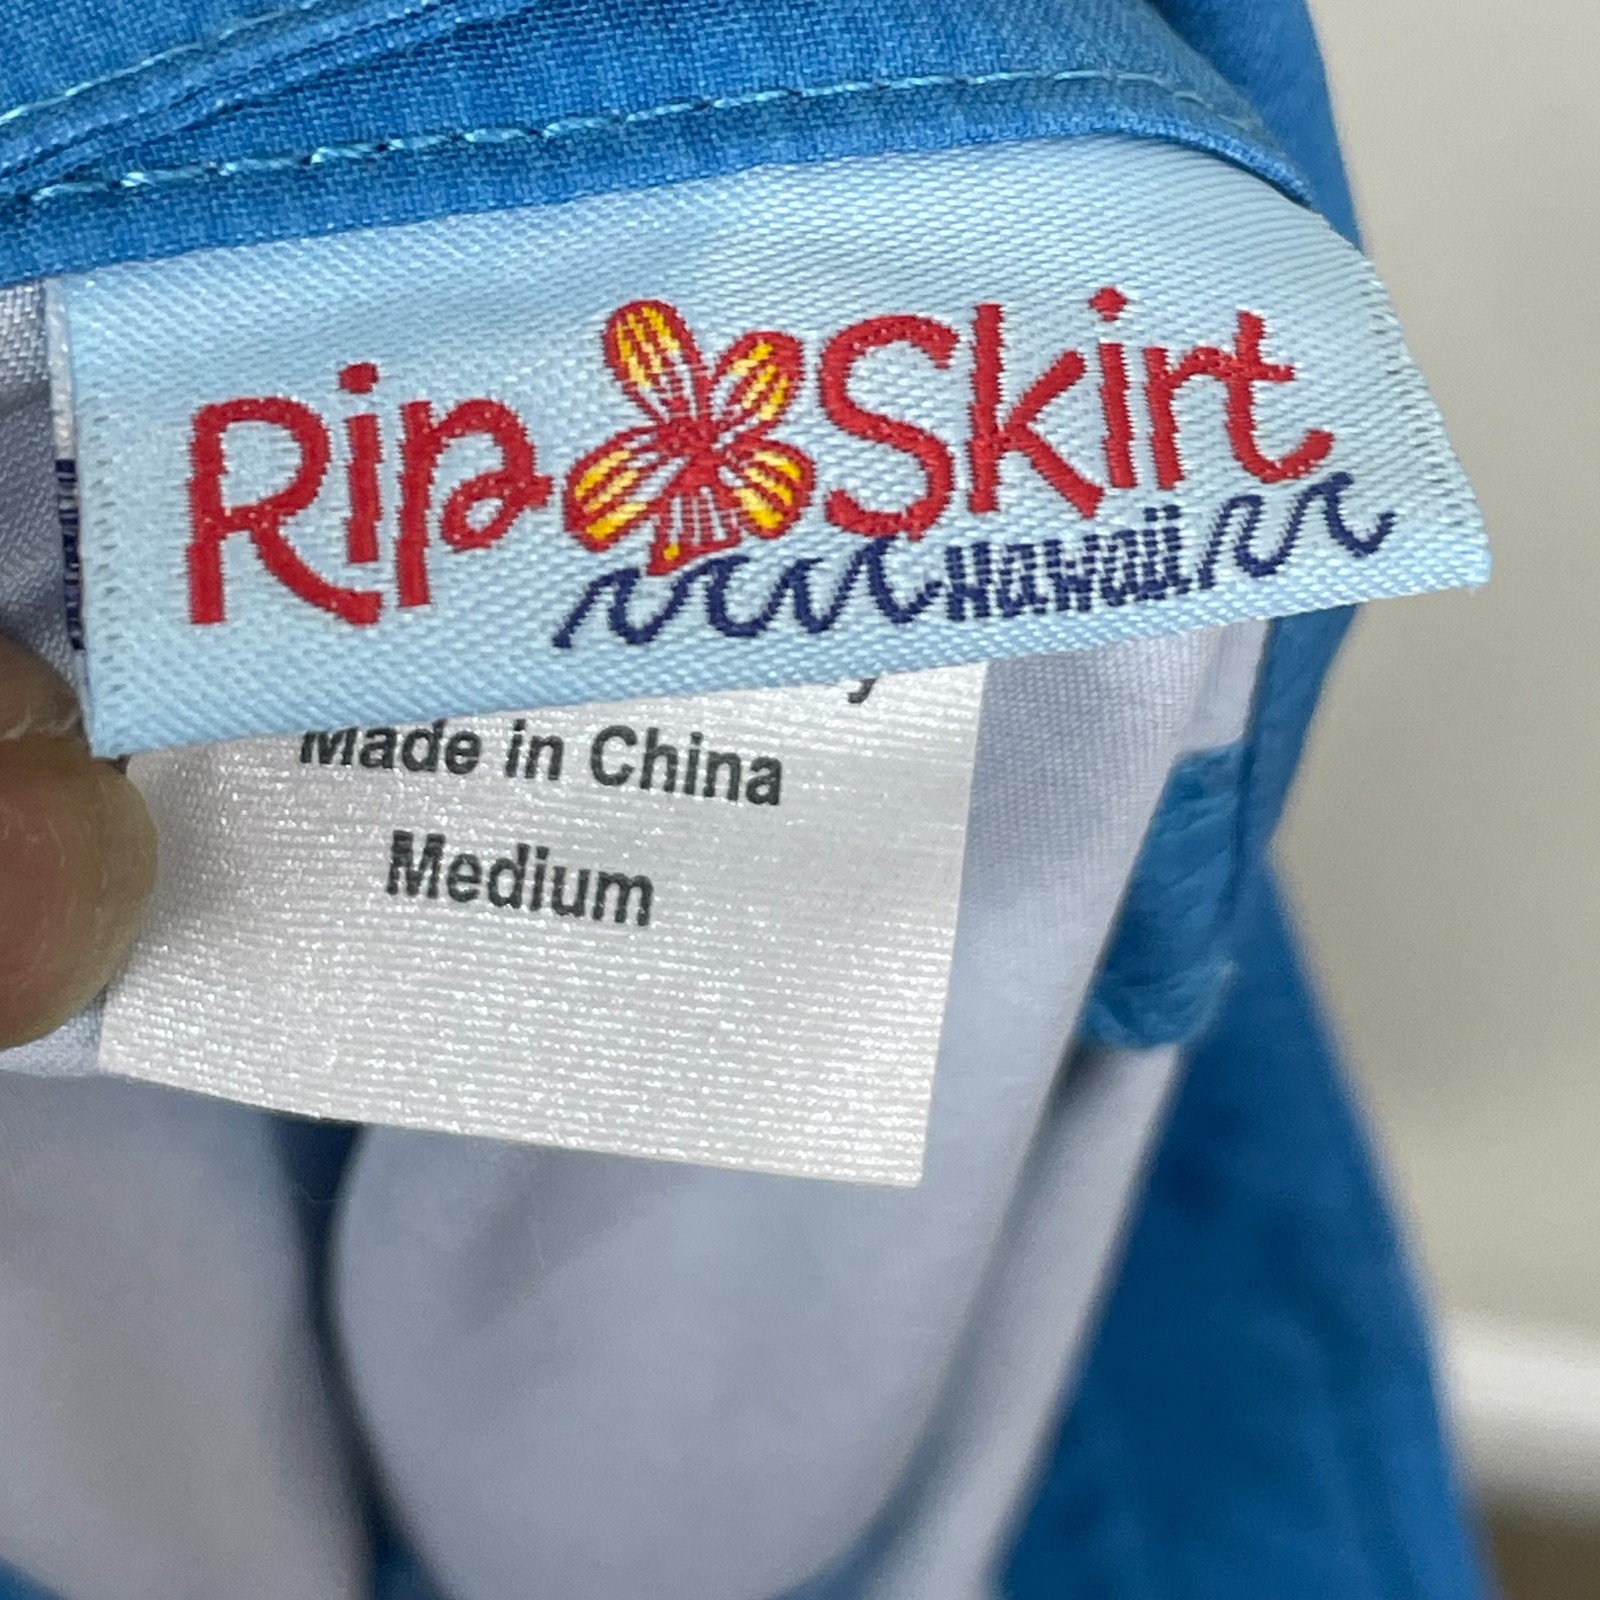 Rip Skirt
Hawaii
Made in China
Medium